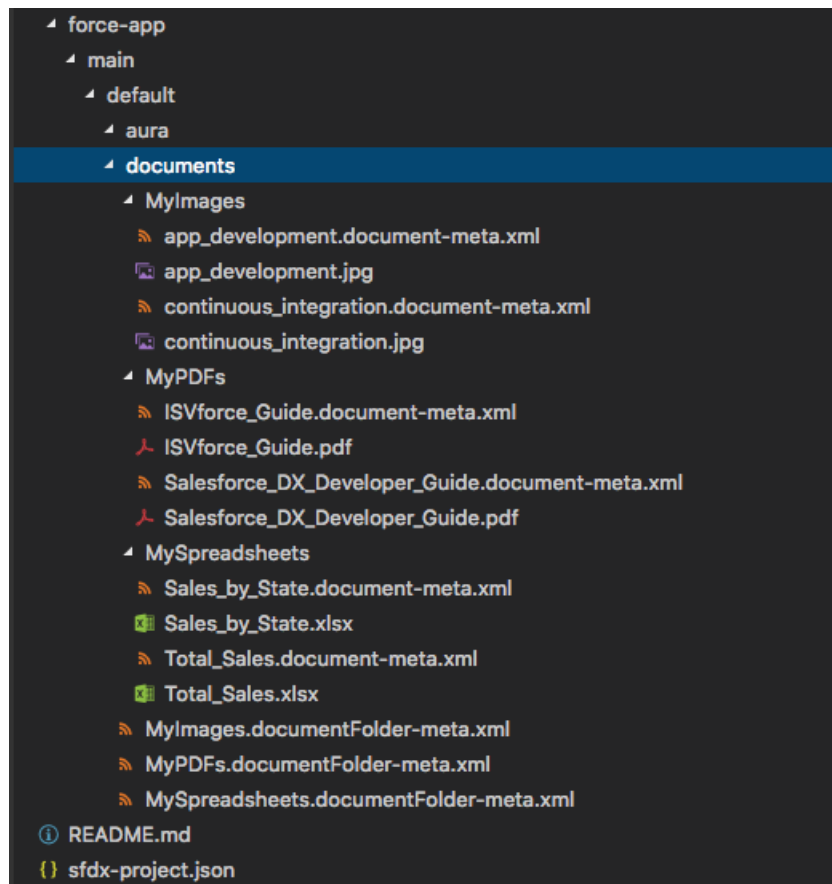 force-app
main
default
aura
documents
MyImages
app_development.document-meta.xml
app_development.jpg
continuous_integration.document-meta.xml
continuous_integration.jpg
MyPDFs
ISVforce_Guide.document-meta.xml
ISVforce_Guide.pdf
Salesforce_DX_Developer_Guide.document-meta.xml
Salesforce_DX_Developer_Guide.pdf
MySpreadsheets
Sales_by_State.document-meta.xml
Sales_by_State.xlsx
Total_Sales.document-meta.xml
Total_Sales.xlsx
MyImages.documentFolder-meta.xml
MyPDFs.documentFolder-meta.xml
MySpreadsheets.documentFolder-meta.xml
README.md
{} sfdx-project.json